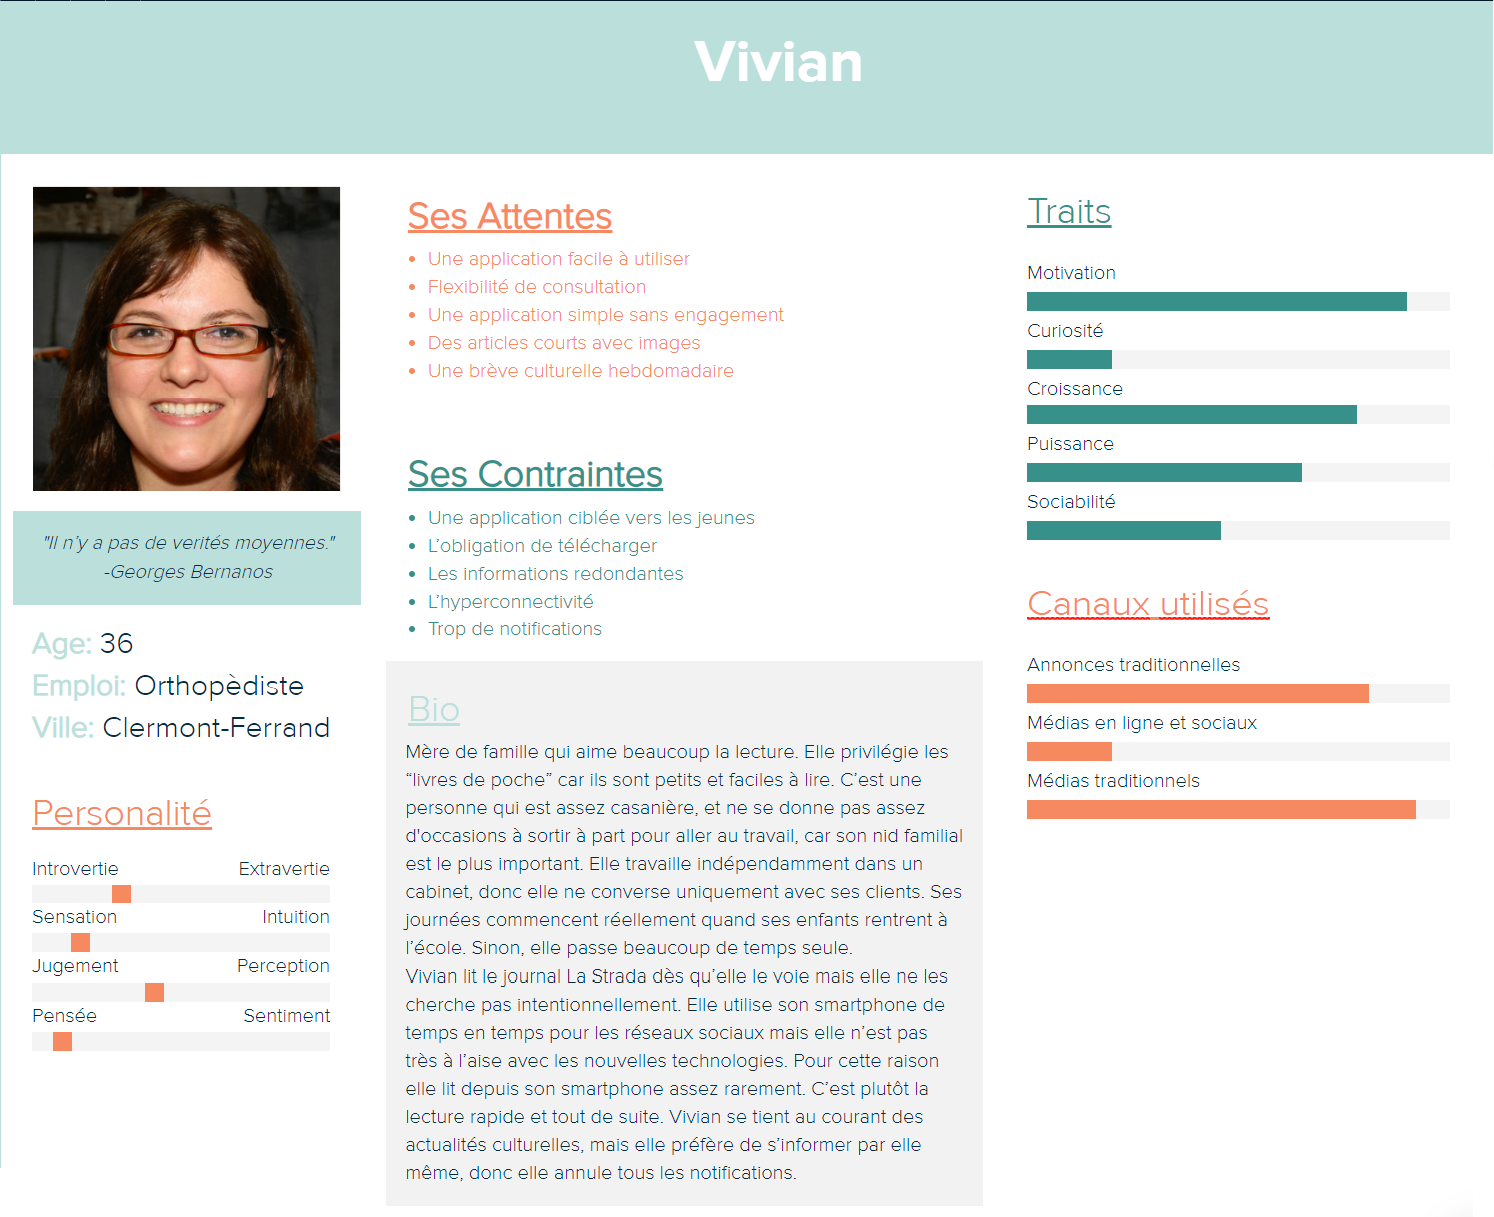 Vivian
"Il n'y a pas de verités moyennes."
-Georges Bernanos
Age: 36
Emploi: Orthopèdiste
Ville: Clermont-Ferrand
Personalité
Introvertie Extravertie
Sensation Intuition
Jugement Perception
Pensée Sentiment
Ses Attentes
• Une application facile à utiliser
• Flexibilité de consultation
• Une application simple sans engagement
• Des articles courts avec images
• Une brève culturelle hebdomadaire
Ses Contraintes
• Une application ciblée vers les jeunes
• L'obligation de télécharger
• Les informations redondantes
• L'hyperconnectivité
• Trop de notifications
Bio
Mère de famille qui aime beaucoup la lecture. Elle privilégie les
“livres de poche” car ils sont petits et faciles à lire. C'est une
personne qui est assez casanière, et ne se donne pas assez
d'occasions à sortir à part pour aller au travail, car son nid familial
est le plus important. Elle travaille indépendamment dans un
cabinet, donc elle ne converse uniquement avec ses clients. Ses
journées commencent réellement quand ses enfants rentrent à
l'école. Sinon, elle passe beaucoup de temps seule.
Vivian lit le journal La Strada dès qu'elle le voie mais elle ne les
cherche pas intentionnellement. Elle utilise son smartphone de
temps en temps pour les réseaux sociaux mais elle n'est pas
très à l'aise avec les nouvelles technologies. Pour cette raison
elle lit depuis son smartphone assez rarement. C'est plutôt la
lecture rapide et tout de suite. Vivian se tient au courant des
actualités culturelles, mais elle préfère de s'informer par elle
même, donc elle annule tous les notifications.
Traits
Motivation
Curiosité
Croissance
Puissance
Sociabilité
Canaux utilisés
Annonces traditionnelles
Médias en ligne et sociaux
Médias traditionnels